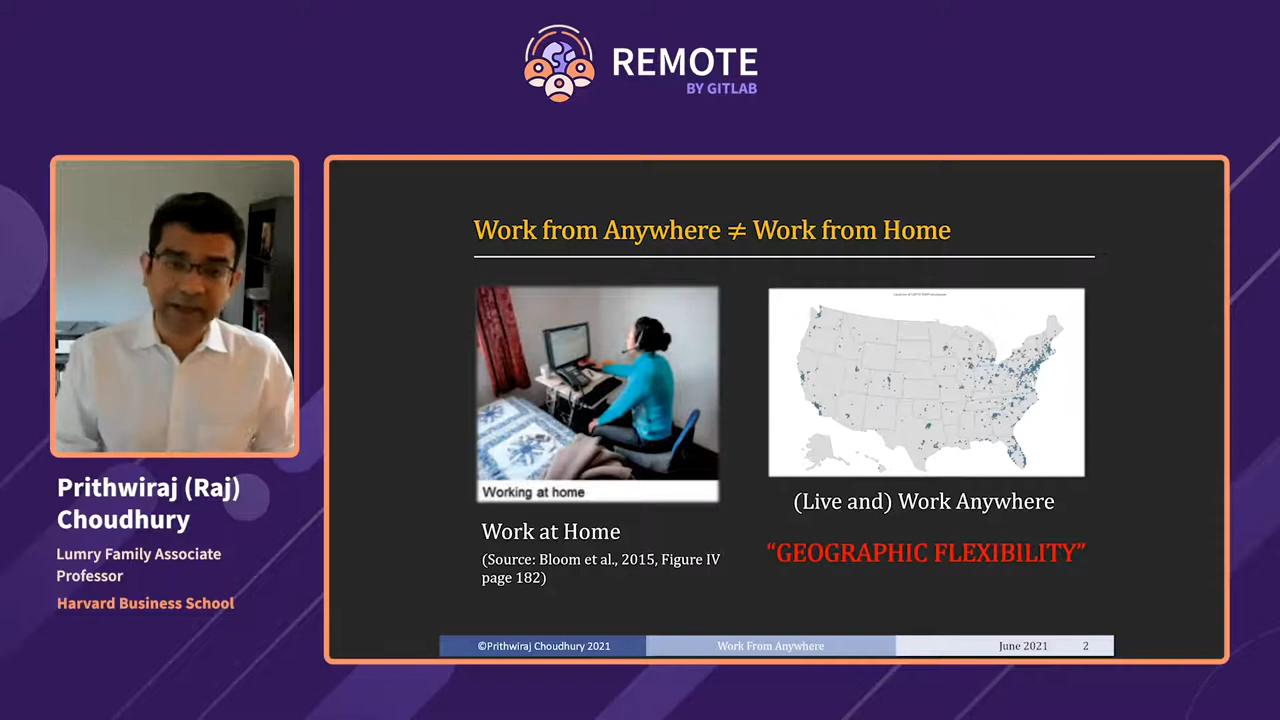 REMOTE
BY GITLAB
Prithwiraj (Raj)
Choudhury
Lumry Family Associate
Professor
Harvard Business School
Work from Anywhere ≠ Work from Home
Working at home
Work at Home
(Source: Bloom et al., 2015, Figure IV
page 182)
(Live and) Work Anywhere
“GEOGRAPHIC FLEXIBILITY”
©Prithwiraj Choudhury 2021
Work From Anywhere
June 2021
2